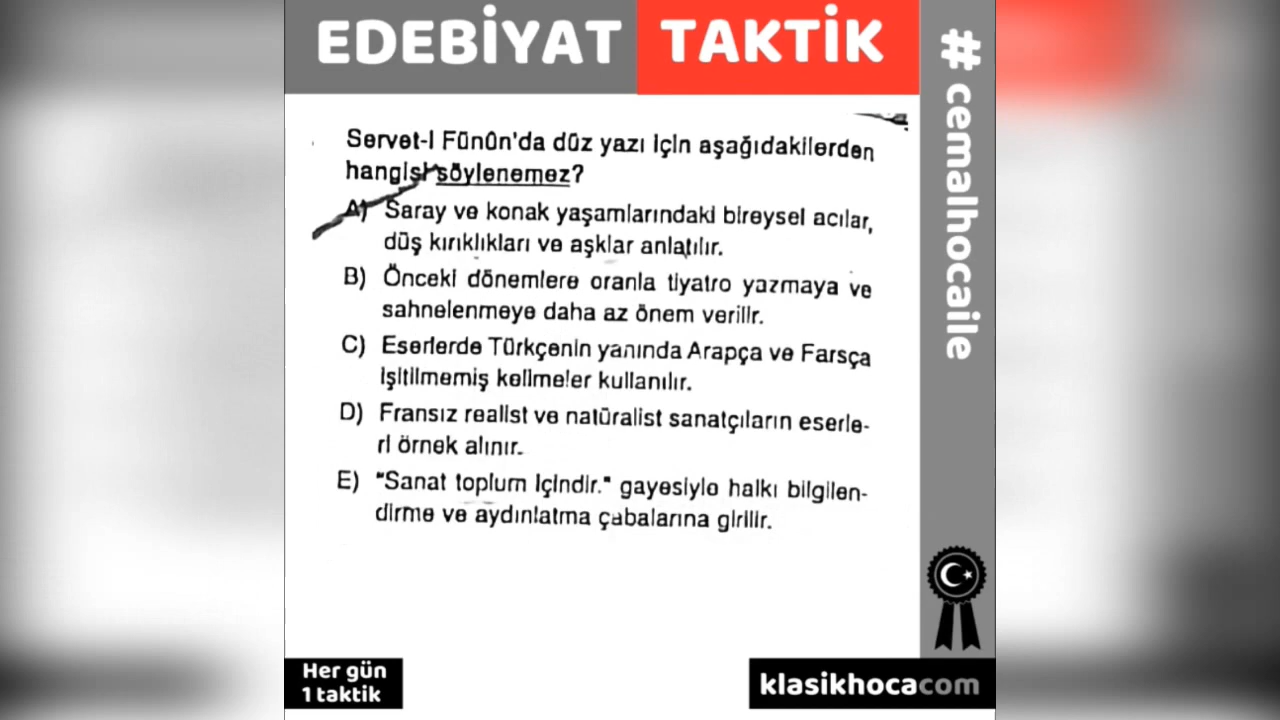 EDEBİYAT TAKTİK
#cemalhocaile
Servet-i Fünûn'da düz yazı için aşağıdakilerden
hangisi söylenemez?
A) Saray ve konak yaşamlarındaki bireysel acılar,
düş kırıklıkları ve aşklar anlatılır.
B) Önceki dönemlere oranla tiyatro yazmaya ve
sahnelenmeye daha az önem verilir.
C) Eserlerde Türkçenin yanında Arapça ve Farsça
işitilmemiş kelimeler kullanılır.
D) Fransız realist ve natüralist sanatçıların eserle-
ri örnek alınır.
E) "Sanat toplum içindir." gayesiyle halkı bilgilen-
dirme ve aydınlatma çabalarına girilir.
Her gün
1 taktik
klasikhocacom